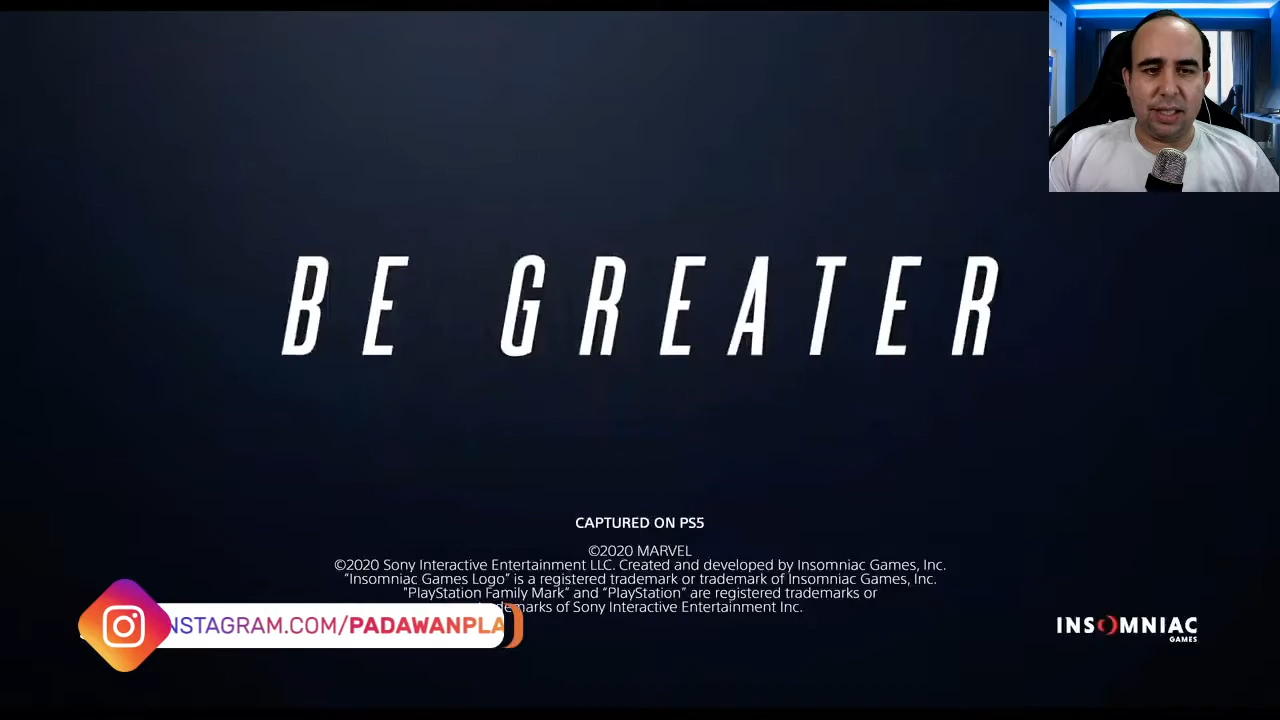 BE GREATER
CAPTURED ON PS5
©2020 MARVEL
©2020 Sony Interactive Entertainment LLC. Created and developed by Insomniac Games, Inc.
"Insomniac Games Logo" is a registered trademark or trademark of Insomniac Games, Inc.
"PlayStation Family Mark" and "PlayStation" are registered trademarks or
demarks of Sony Interactive Entertainment Inc.
NSTAGRAM.COM/PADAWANPLA
INSOMNIAC
GAMES